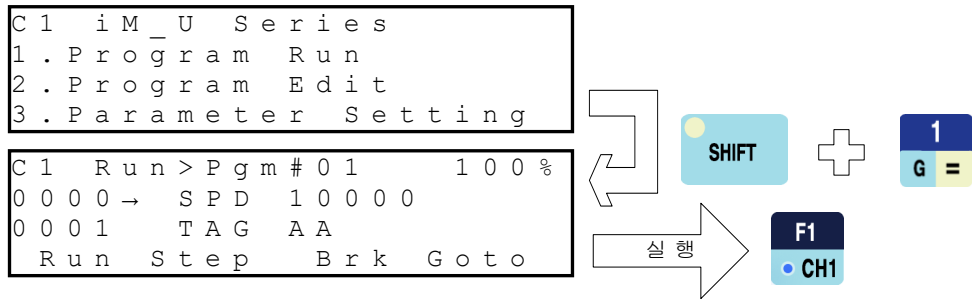 C1 iM_U Series
1.Program Run
2.Program Edit
3.Parameter Setting
SHIFT
1
G =
C1 Run>Pgm#01 100%
0000→ SPD 10000
0001 TAG AA
Run Step Brk Goto
실행
F1
CH1